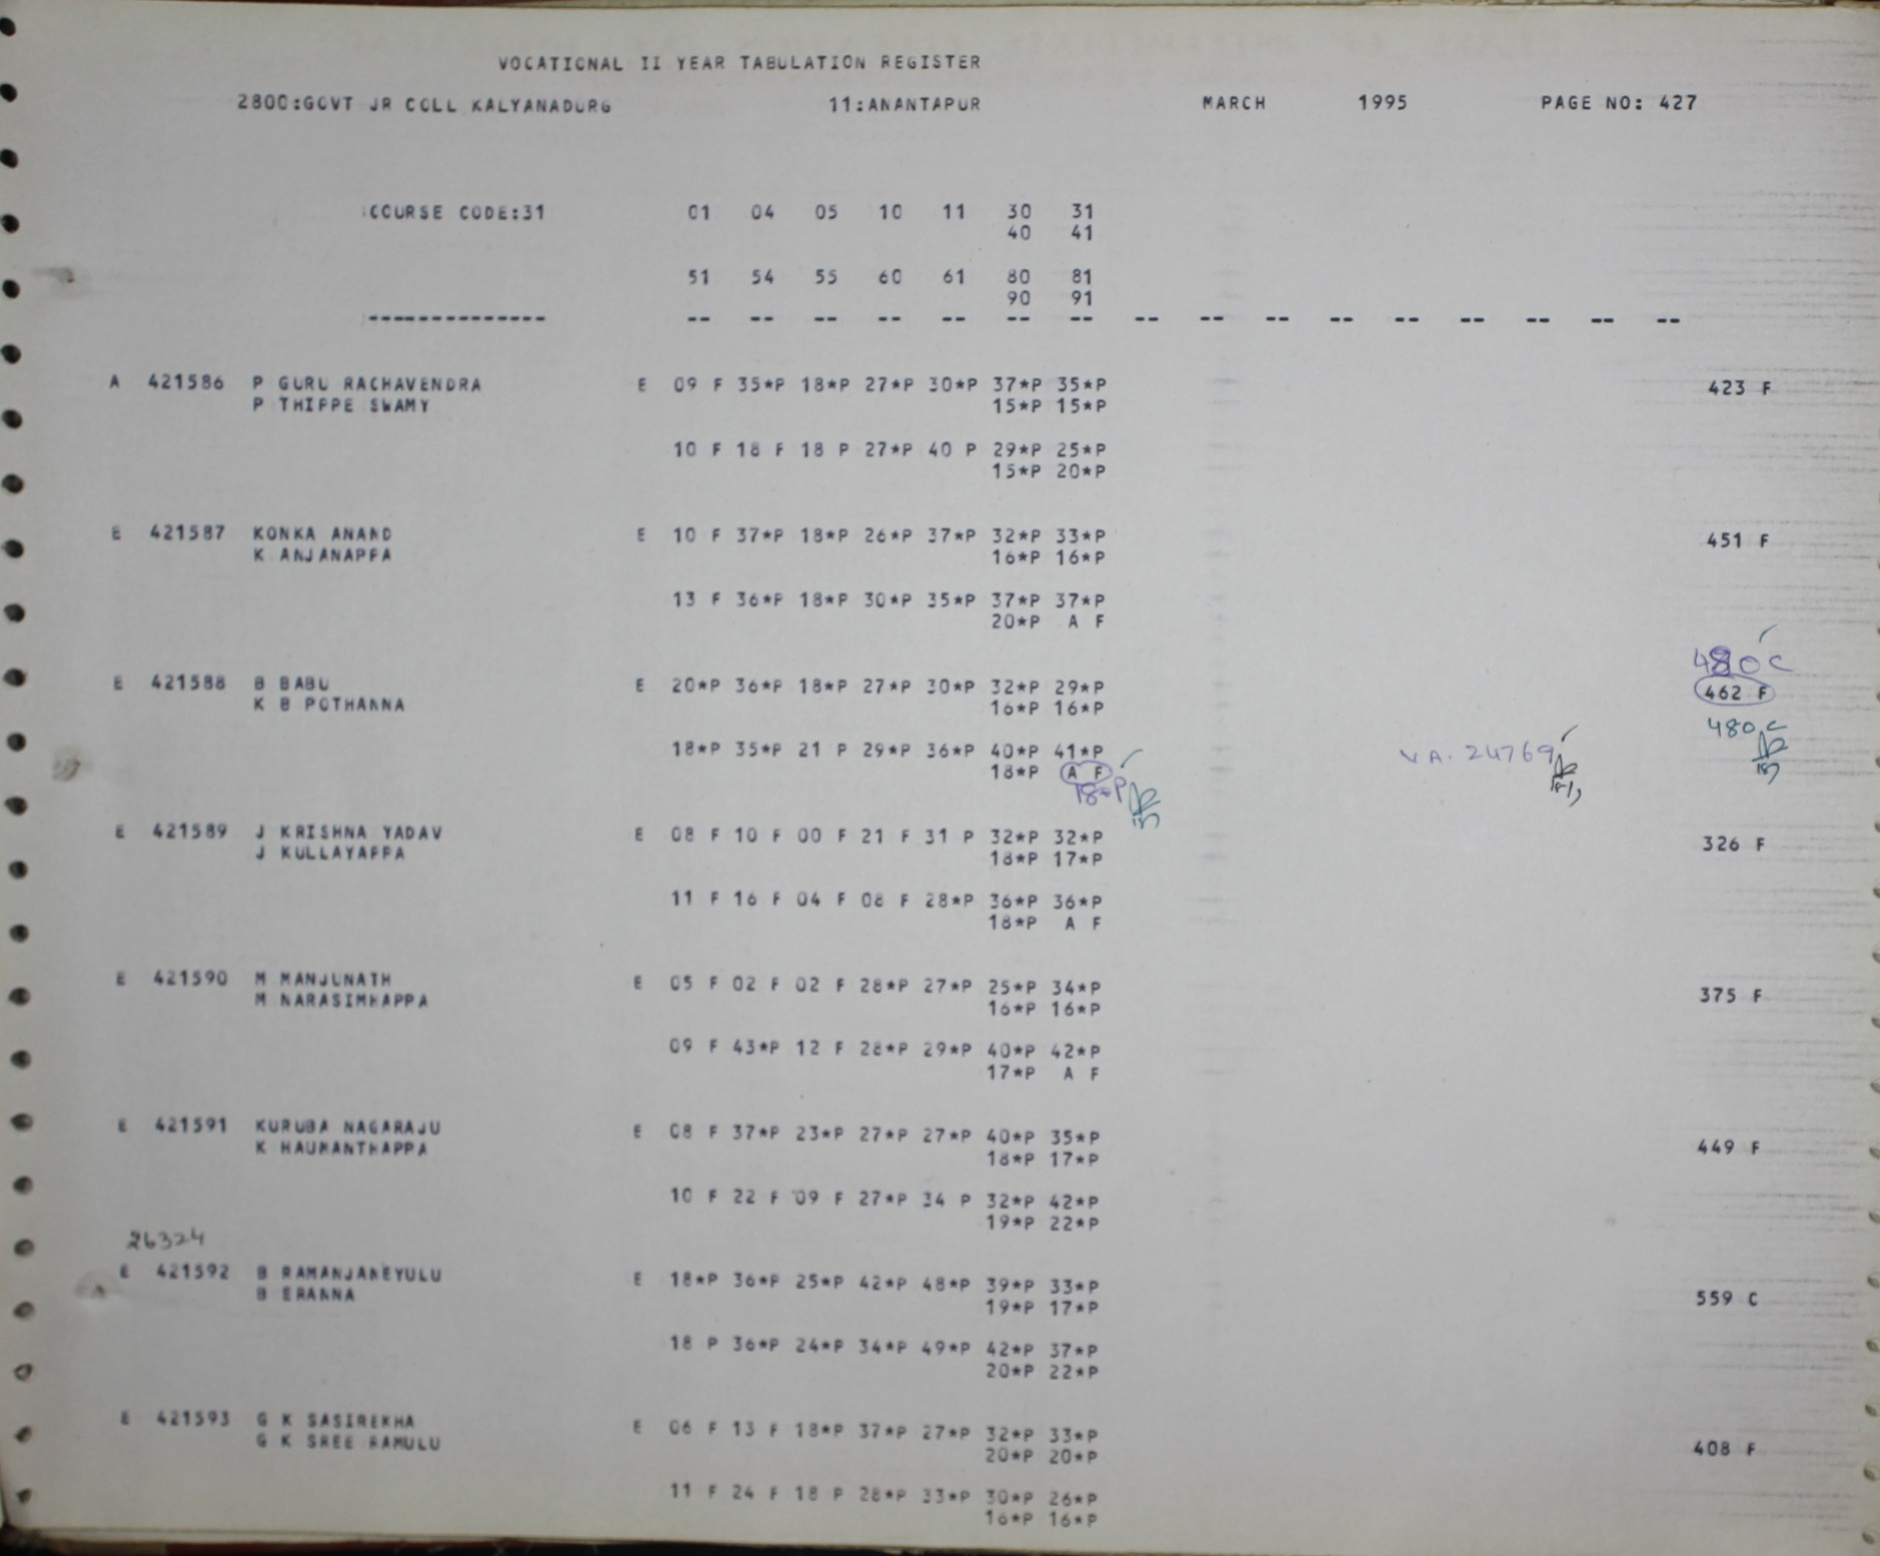 VOCATIONAL II YEAR TABULATION REGISTER
2800:GOVT JR COLL KALYANADURG 11:ANANTAPUR MARCH 1995 PAGE NO: 427
COURSE CODE:31 01 04 05 10 11 30 31
40 41
51 54 55 60 61 80 81
90 91
-------------- -- -- -- -- -- -- -- -- -- -- -- -- -- -- -- --
A 421586 P GURU RAGHAVENDRA E 09 F 35*P 18*P 27*P 30*P 37*P 35*P 423 F
P THIPPE SWAMY 15*P 15*P
10 F 18 F 18 P 27*P 40 P 29*P 25*P
15*P 20*P
E 421587 KONKA ANAND E 10 F 37*P 18*P 26*P 37*P 32*P 33*P 451 F
K ANJANAPPA 16*P 16*P
13 F 36*P 18*P 30*P 35*P 37*P 37*P
20*P A F
480 C
E 421588 B BABU E 20*P 36*P 18*P 27*P 30*P 32*P 29*P 462 F
K B POTHANNA 16*P 16*P
480 C
18*P 35*P 21 P 29*P 36*P 40*P 41*P VA. 24769
18*P A F
18*P
E 421589 J KRISHNA YADAV E 08 F 10 F 00 F 21 F 31 P 32*P 32*P 326 F
J KULLAYAPPA 18*P 17*P
11 F 16 F 04 F 08 F 28*P 36*P 36*P
18*P A F
E 421590 M MANJUNATH E 05 F 02 F 02 F 28*P 27*P 25*P 34*P 375 F
M NARASIMHAPPA 16*P 16*P
09 F 43*P 12 F 28*P 29*P 40*P 42*P
17*P A F
E 421591 KURUBA NAGARAJU E 08 F 37*P 23*P 27*P 27*P 40*P 35*P 449 F
K HAUMANTHAPPA 18*P 17*P
10 F 22 F 09 F 27*P 34 P 32*P 42*P
19*P 22*P
26324
E 421592 B RAMANJANEYULU E 18*P 36*P 25*P 42*P 48*P 39*P 33*P 559 C
B ERANNA 19*P 17*P
18 P 36*P 24*P 34*P 49*P 42*P 37*P
20*P 22*P
E 421593 G K SASIREKHA E 06 F 13 F 18*P 37*P 27*P 32*P 33*P 408 F
G K SREE RAMULU 20*P 20*P
11 F 24 F 18 P 28*P 33*P 30*P 26*P
16*P 16*P